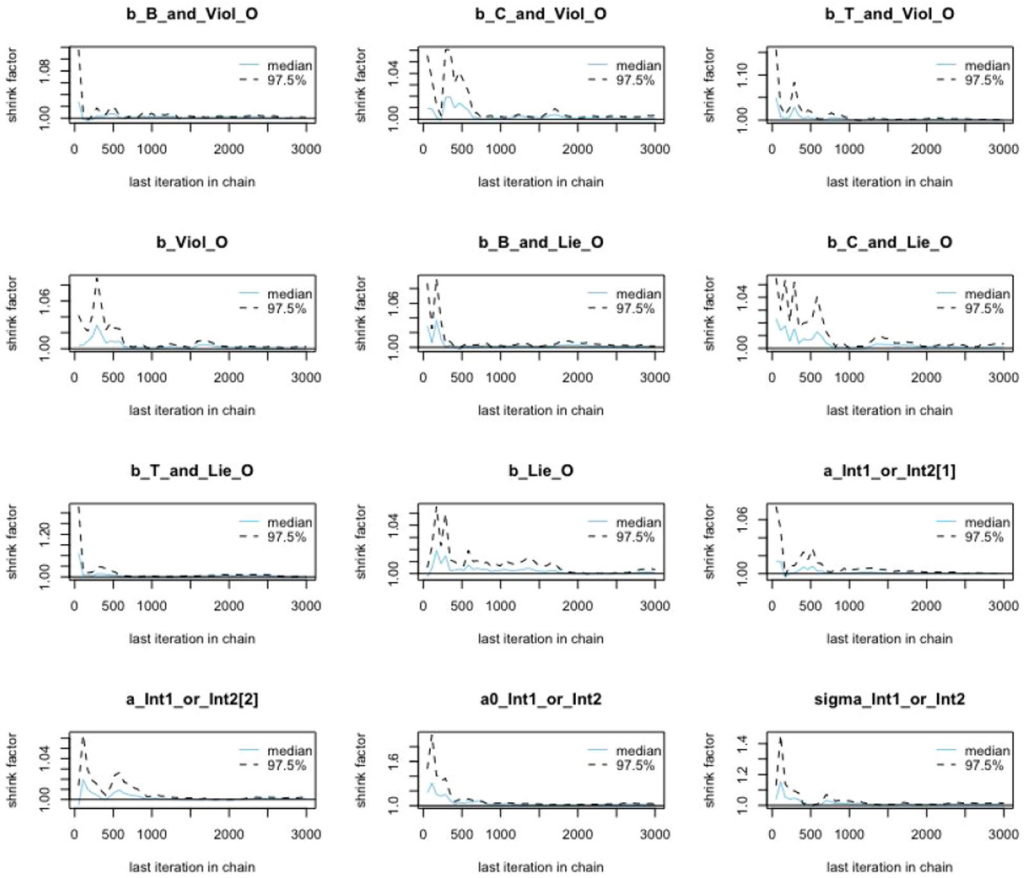 b_B_and_Viol_O
shrink factor
1.00 1.08
median
97.5%
0 500 1000 2000 3000
last iteration in chain
b_C_and_Viol_O
shrink factor
1.00 1.04
median
97.5%
0 500 1000 2000 3000
last iteration in chain
b_T_and_Viol_O
shrink factor
1.00 1.10
median
97.5%
0 500 1000 2000 3000
last iteration in chain
b_Viol_O
shrink factor
1.00 1.06
median
97.5%
0 500 1000 2000 3000
last iteration in chain
b_B_and_Lie_O
shrink factor
1.00 1.06
median
97.5%
0 500 1000 2000 3000
last iteration in chain
b_C_and_Lie_O
shrink factor
1.00 1.04
median
97.5%
0 500 1000 2000 3000
last iteration in chain
b_T_and_Lie_O
shrink factor
1.00 1.20
median
97.5%
0 500 1000 2000 3000
last iteration in chain
b_Lie_O
shrink factor
1.00 1.04
median
97.5%
0 500 1000 2000 3000
last iteration in chain
a_Int1_or_Int2[1]
shrink factor
1.00 1.06
median
97.5%
0 500 1000 2000 3000
last iteration in chain
a_Int1_or_Int2[2]
shrink factor
1.00 1.04
median
97.5%
0 500 1000 2000 3000
last iteration in chain
a0_Int1_or_Int2
shrink factor
1.0 1.6
median
97.5%
0 500 1000 2000 3000
last iteration in chain
sigma_Int1_or_Int2
shrink factor
1.0 1.2 1.4
median
97.5%
0 500 1000 2000 3000
last iteration in chain